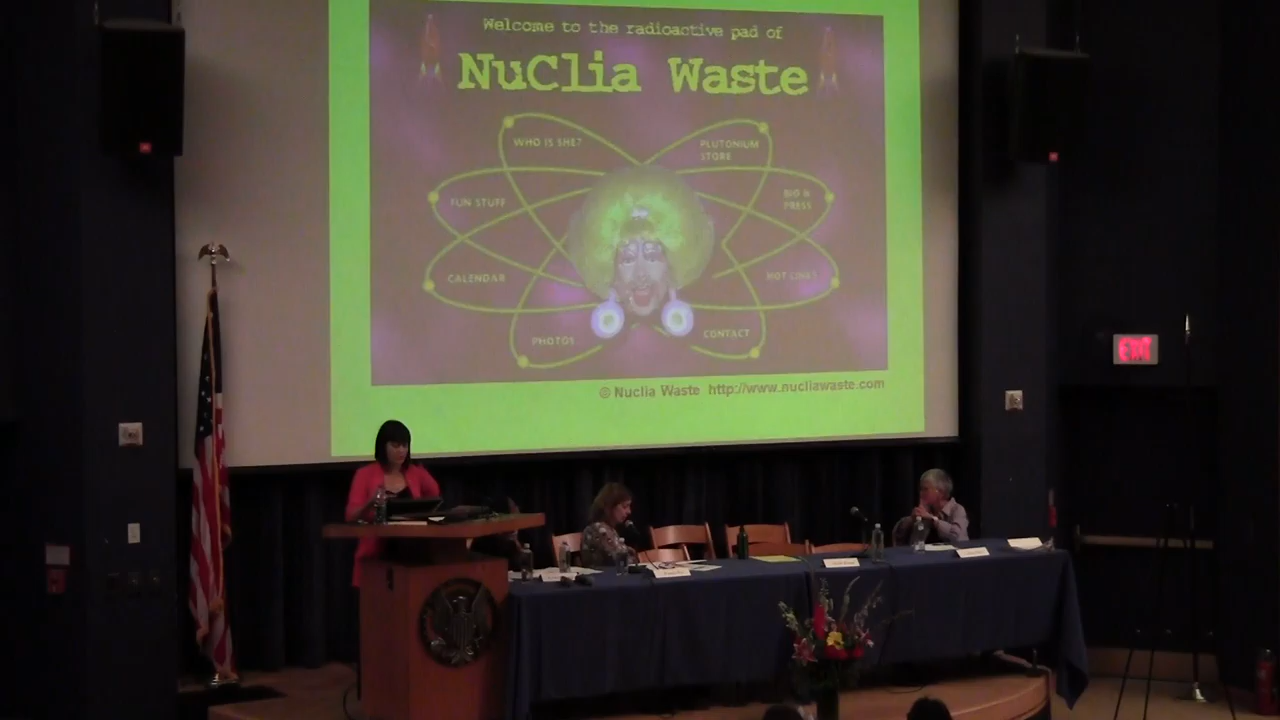 Welcome to the radioactive pad of
NuClia Waste
WHO IS SHE?
PLUTONIUM
STORE
FUN STUFF
BIO &
PRESS
CALENDAR
HOT LINKS
PHOTOS
CONTACT
© Nuclia Waste http://www.nucliawaste.com
EXIT